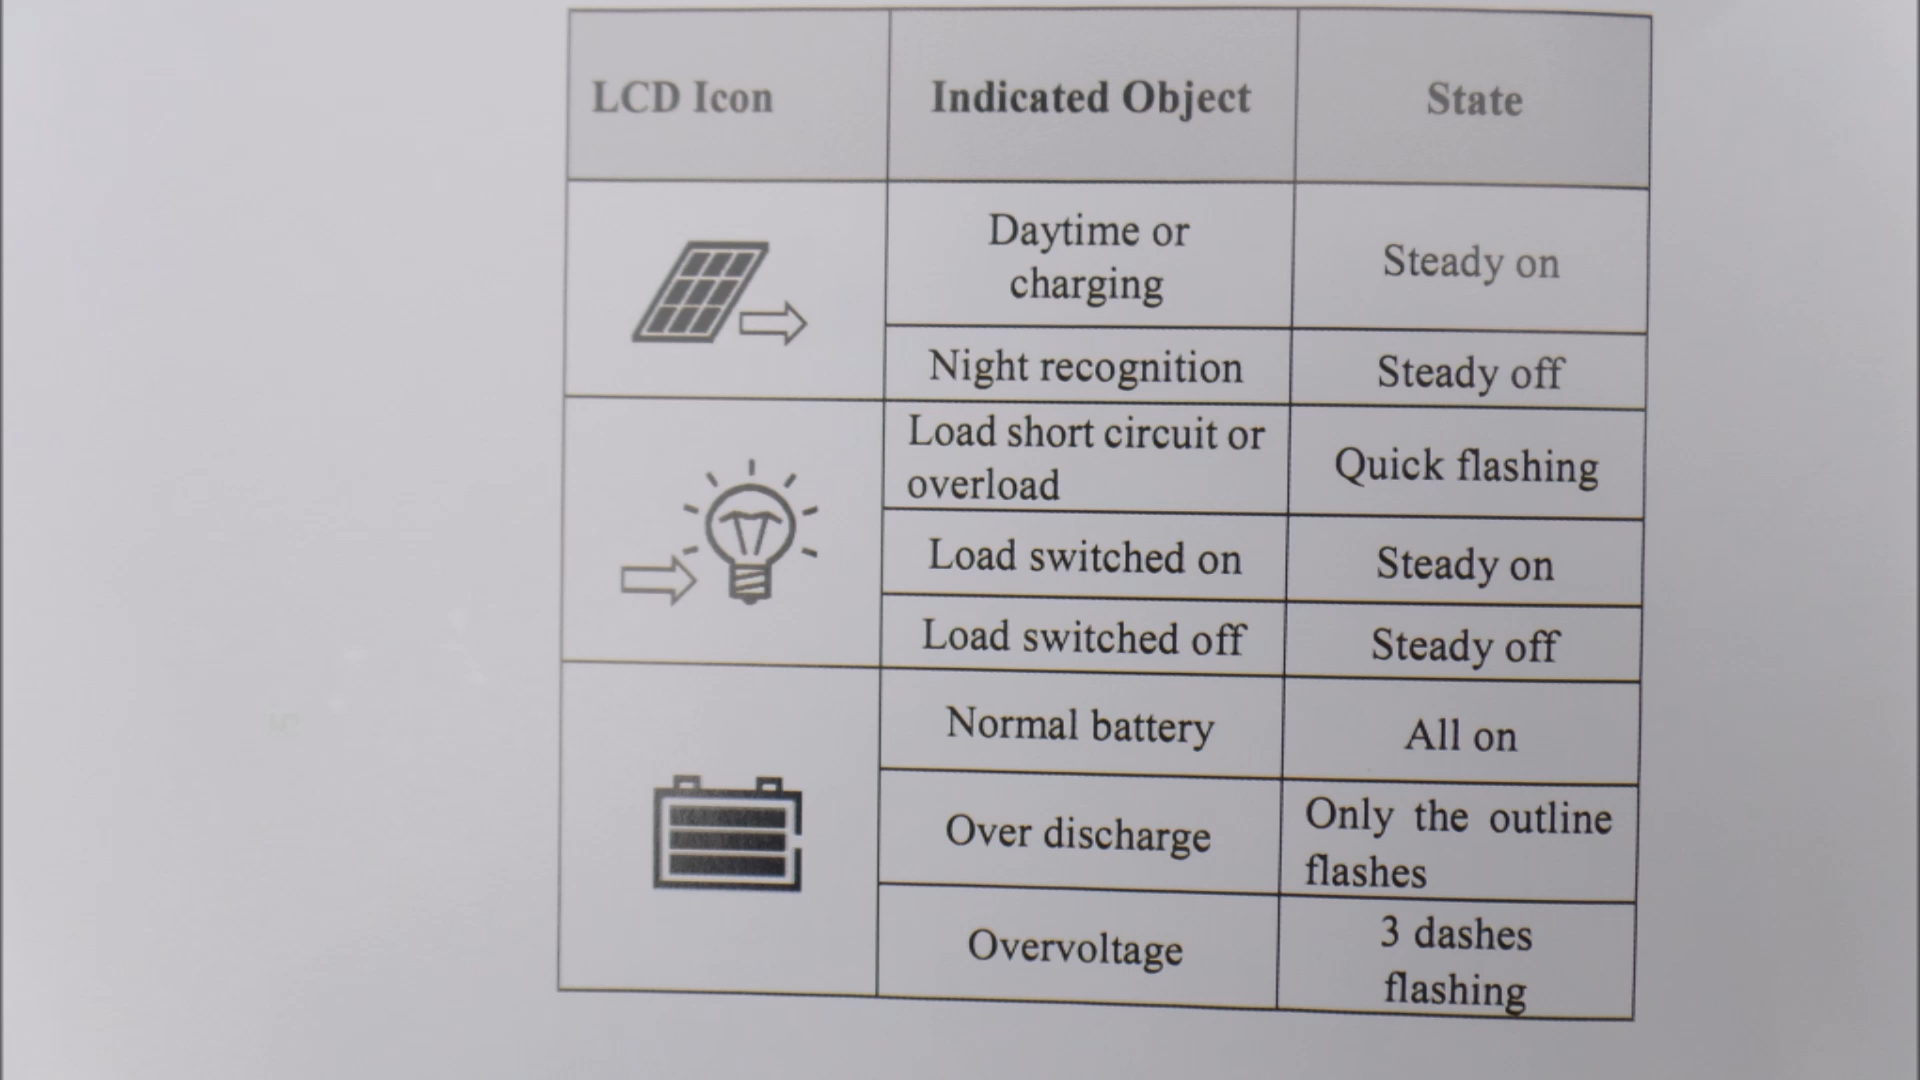 LCD Icon
Indicated Object
State
Daytime or
charging
Steady on
Night recognition
Steady off
Load short circuit or
overload
Quick flashing
Load switched on
Steady on
Load switched off
Steady off
Normal battery
All on
Over discharge
Only the outline
flashes
Overvoltage
3 dashes
flashing